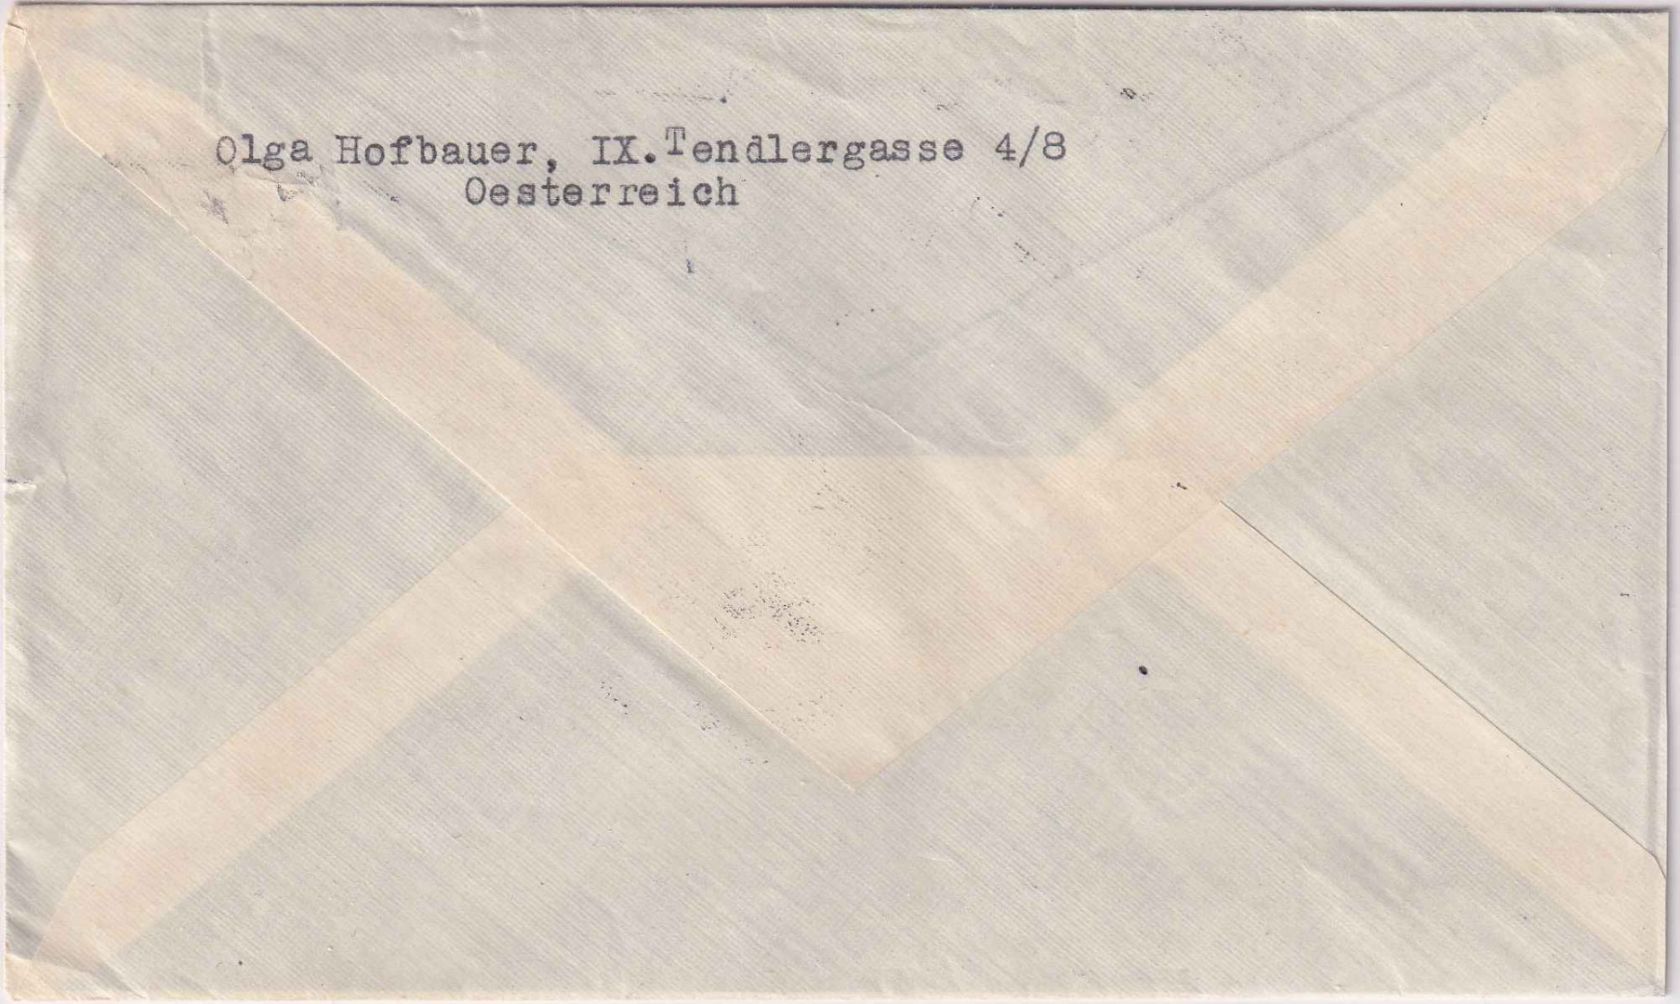 Olga Hofbauer, IX.Tendlergasse 4/8
Oesterreich